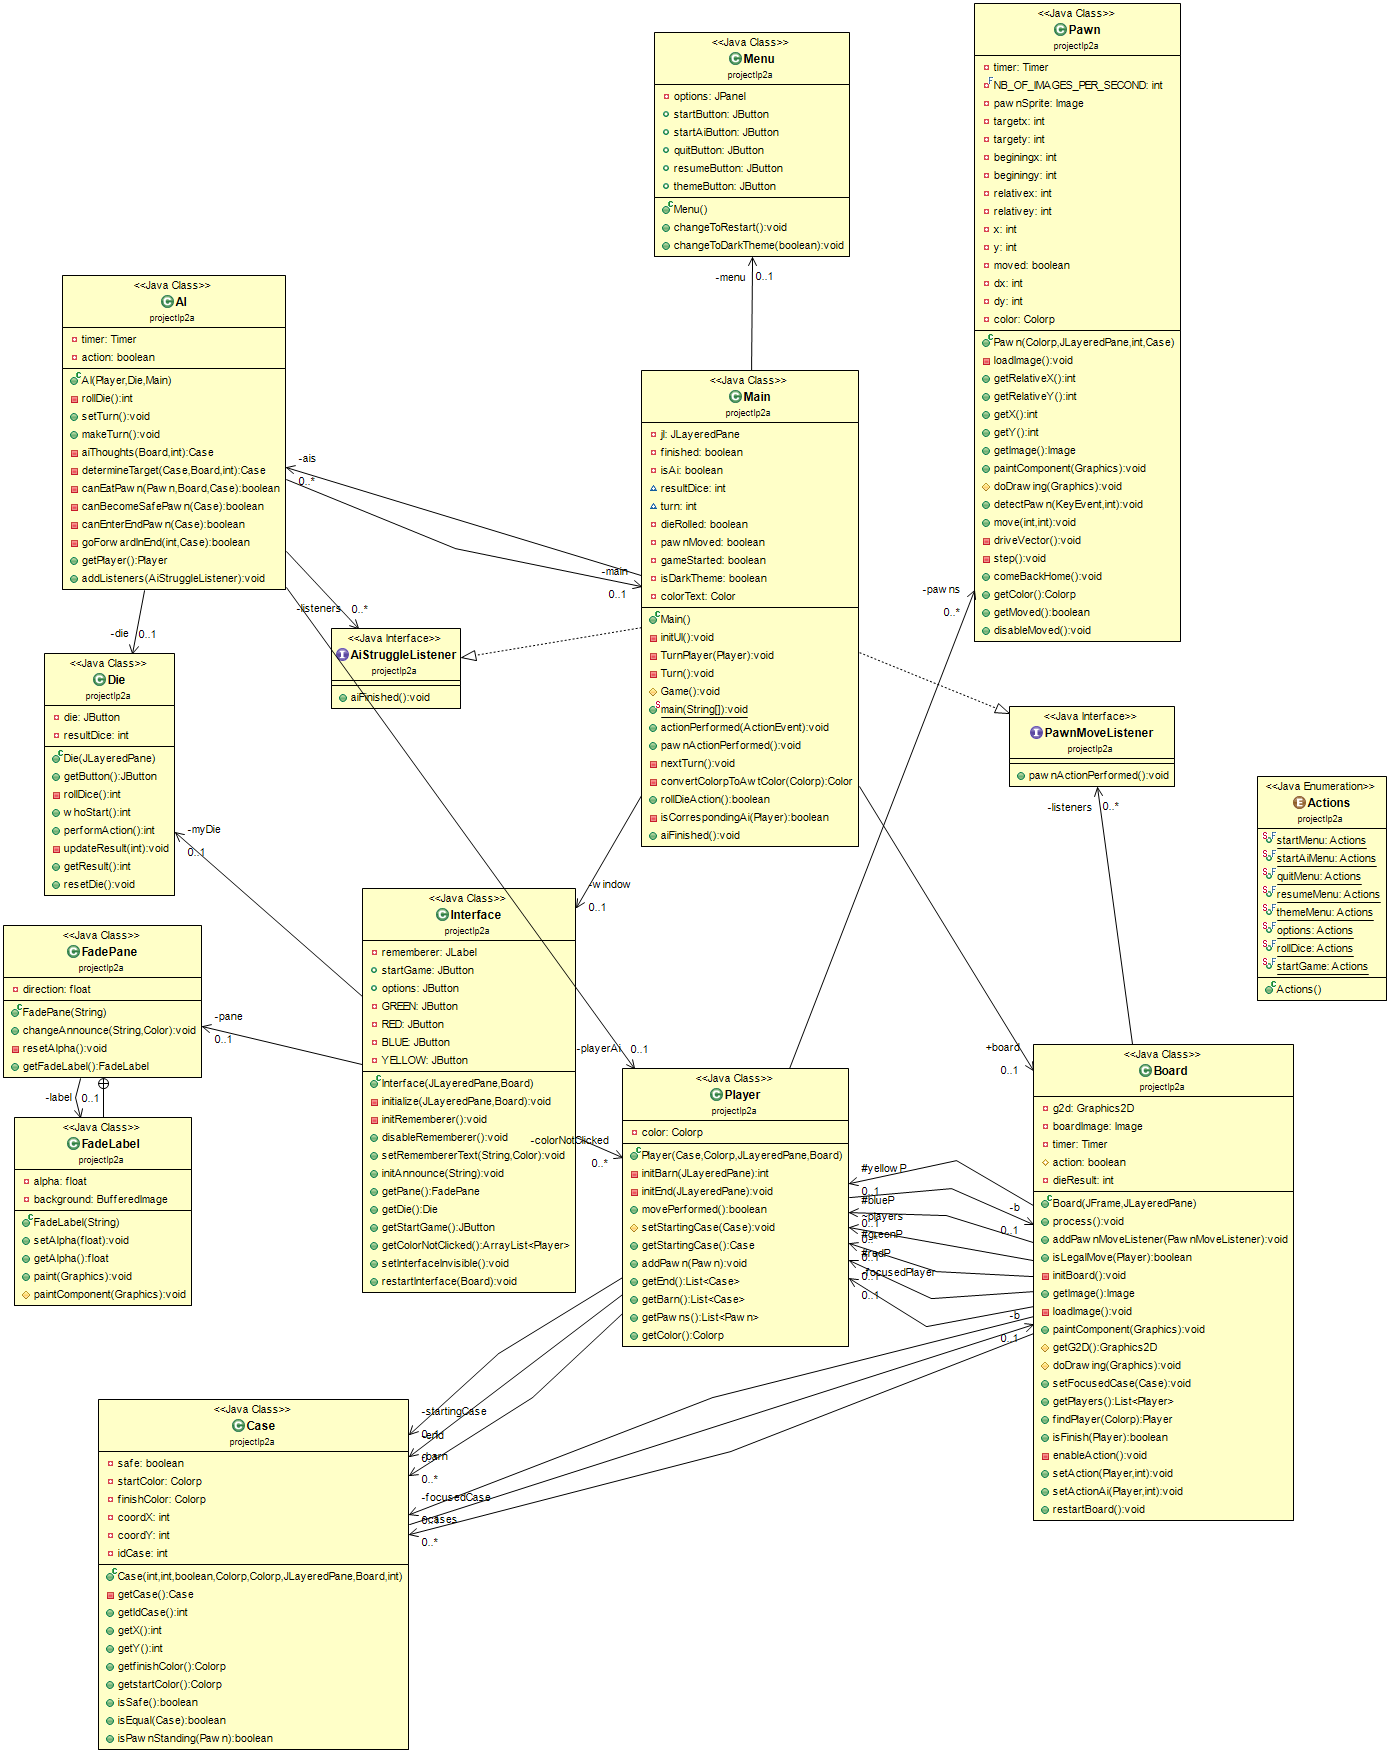 <<Java Class>>
Pawn
projectlp2a
timer: Timer
NB_OF_IMAGES_PER_SECOND: int
pawnSprite: Image
targetx: int
targety: int
beginingx: int
beginingy: int
relativex: int
relativey: int
x: int
y: int
moved: boolean
dx: int
dy: int
color: Colorp
Pawn(Colorp,JLayeredPane,int,Case)
loadImage():void
getRelativeX():int
getRelativeY():int
getX():int
getY():int
getImage():Image
paintComponent(Graphics):void
doDrawing(Graphics):void
detectPawn(KeyEvent,int):void
move(int,int):void
driveVector():void
step():void
comeBackHome():void
getColor():Colorp
getMoved():boolean
disableMoved():void
<<Java Class>>
Menu
projectlp2a
options: JPanel
startButton: JButton
startAiButton: JButton
quitButton: JButton
resumeButton: JButton
themeButton: JButton
Menu()
changeToRestart():void
changeToDarkTheme(boolean):void
-menu 0..1
<<Java Class>>
AI
projectlp2a
timer: Timer
action: boolean
AI(Player,Die,Main)
rollDie():int
setTurn():void
makeTurn():void
aiThoughts(Board,int):Case
determineTarget(Case,Board,int):Case
canEatPawn(Pawn,Board,Case):boolean
canBecomeSafePawn(Case):boolean
canEnterEndPawn(Case):boolean
goForwardInEnd(int,Case):boolean
getPlayer():Player
addListeners(AiStruggleListener):void
-ais
0..*
-main
0..1
<<Java Class>>
Main
projectlp2a
jl: JLayeredPane
finished: boolean
isAi: boolean
resultDice: int
turn: int
dieRolled: boolean
pawnMoved: boolean
gameStarted: boolean
isDarkTheme: boolean
colorText: Color
Main()
initUI():void
TurnPlayer(Player):void
Turn():void
Game():void
main(String[]):void
actionPerformed(ActionEvent):void
pawnActionPerformed():void
nextTurn():void
convertColorpToAwtColor(Colorp):Color
rollDieAction():boolean
isCorrespondingAi(Player):boolean
aiFinished():void
-pawns
0..*
-listeners 0..*
-die 0..1
<<Java Interface>>
AiStruggleListener
projectlp2a
aiFinished():void
<<Java Class>>
Die
projectlp2a
die: JButton
resultDice: int
Die(JLayeredPane)
getButton():JButton
rollDice():int
whoStart():int
performAction():int
updateResult(int):void
getResult():int
resetDie():void
-myDie
0..1
<<Java Interface>>
PawnMoveListener
projectlp2a
pawnActionPerformed():void
-listeners 0..*
<<Java Enumeration>>
Actions
projectlp2a
startMenu: Actions
startAiMenu: Actions
quitMenu: Actions
resumeMenu: Actions
themeMenu: Actions
options: Actions
rollDice: Actions
startGame: Actions
Actions()
-window
0..1
<<Java Class>>
Interface
projectlp2a
rememberer: JLabel
startGame: JButton
options: JButton
GREEN: JButton
RED: JButton
BLUE: JButton
YELLOW: JButton
Interface(JLayeredPane,Board)
initialize(JLayeredPane,Board):void
initRememberer():void
disableRememberer():void
setRemembererText(String,Color):void
initAnnounce(String):void
getPane():FadePane
getDie():Die
getStartGame():JButton
getColorNotClicked():ArrayList<Player>
setInterfaceInvisible():void
restartInterface(Board):void
<<Java Class>>
FadePane
projectlp2a
direction: float
FadePane(String)
changeAnnounce(String,Color):void
resetAlpha():void
getFadeLabel():FadeLabel
-pane
0..1
-label 0..1
<<Java Class>>
FadeLabel
projectlp2a
alpha: float
background: BufferedImage
FadeLabel(String)
setAlpha(float):void
getAlpha():float
paint(Graphics):void
paintComponent(Graphics):void
-playerAi 0..1
-colorNotClicked
0..*
<<Java Class>>
Player
projectlp2a
color: Colorp
Player(Case,Colorp,JLayeredPane,Board)
initBarn(JLayeredPane):int
initEnd(JLayeredPane):void
movePerformed():boolean
setStartingCase(Case):void
getStartingCase():Case
addPawn(Pawn):void
getEnd():List<Case>
getBarn():List<Case>
getPawns():List<Pawn>
getColor():Colorp
+board
0..1
#yellowP
0..1
#blueP
0..1
~players
#greenP
#redP
0..1
-focusedPlayer
0..1
-b
0..1
-b
0..1
<<Java Class>>
Board
projectlp2a
g2d: Graphics2D
boardImage: Image
timer: Timer
action: boolean
dieResult: int
Board(JFrame,JLayeredPane)
process():void
addPawnMoveListener(PawnMoveListener):void
isLegalMove(Player):boolean
initBoard():void
getImage():Image
loadImage():void
paintComponent(Graphics):void
getG2D():Graphics2D
doDrawing(Graphics):void
setFocusedCase(Case):void
getPlayers():List<Player>
findPlayer(Colorp):Player
isFinish(Player):boolean
enableAction():void
setAction(Player,int):void
setActionAi(Player,int):void
restartBoard():void
-startingCase
-end
-barn
0..*
-focusedCase
0..1
cases
0..*
<<Java Class>>
Case
projectlp2a
safe: boolean
startColor: Colorp
finishColor: Colorp
coordX: int
coordY: int
idCase: int
Case(int,int,boolean,Colorp,Colorp,JLayeredPane,Board,int)
getCase():Case
getIdCase():int
getX():int
getY():int
getfinishColor():Colorp
getstartColor():Colorp
isSafe():boolean
isEqual(Case):boolean
isPawnStanding(Pawn):boolean